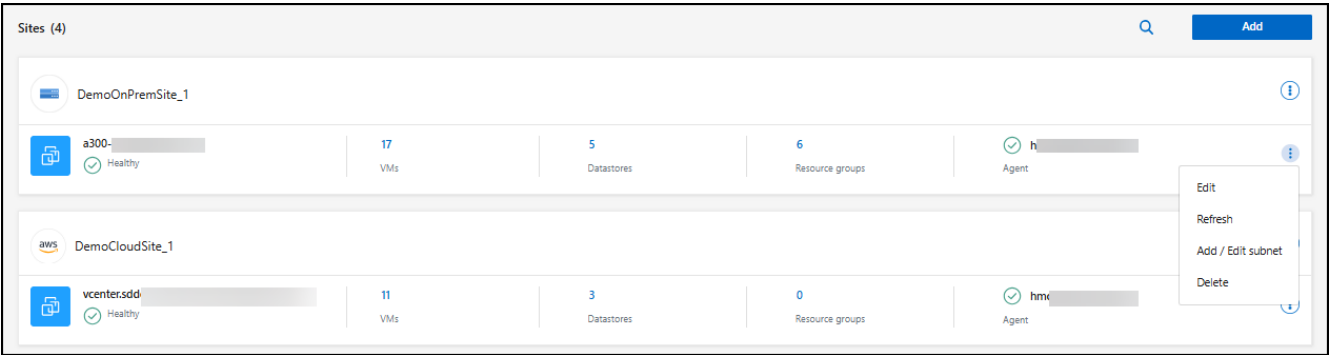 Sites (4)
Add
DemoOnPremSite_1
a300-
Healthy
17
VMs
5
Datastores
6
Resource groups
h
Agent
Edit
Refresh
Add / Edit subnet
Delete
aws
DemoCloudSite_1
vcenter.sdd
Healthy
11
VMs
3
Datastores
0
Resource groups
hm
Agent